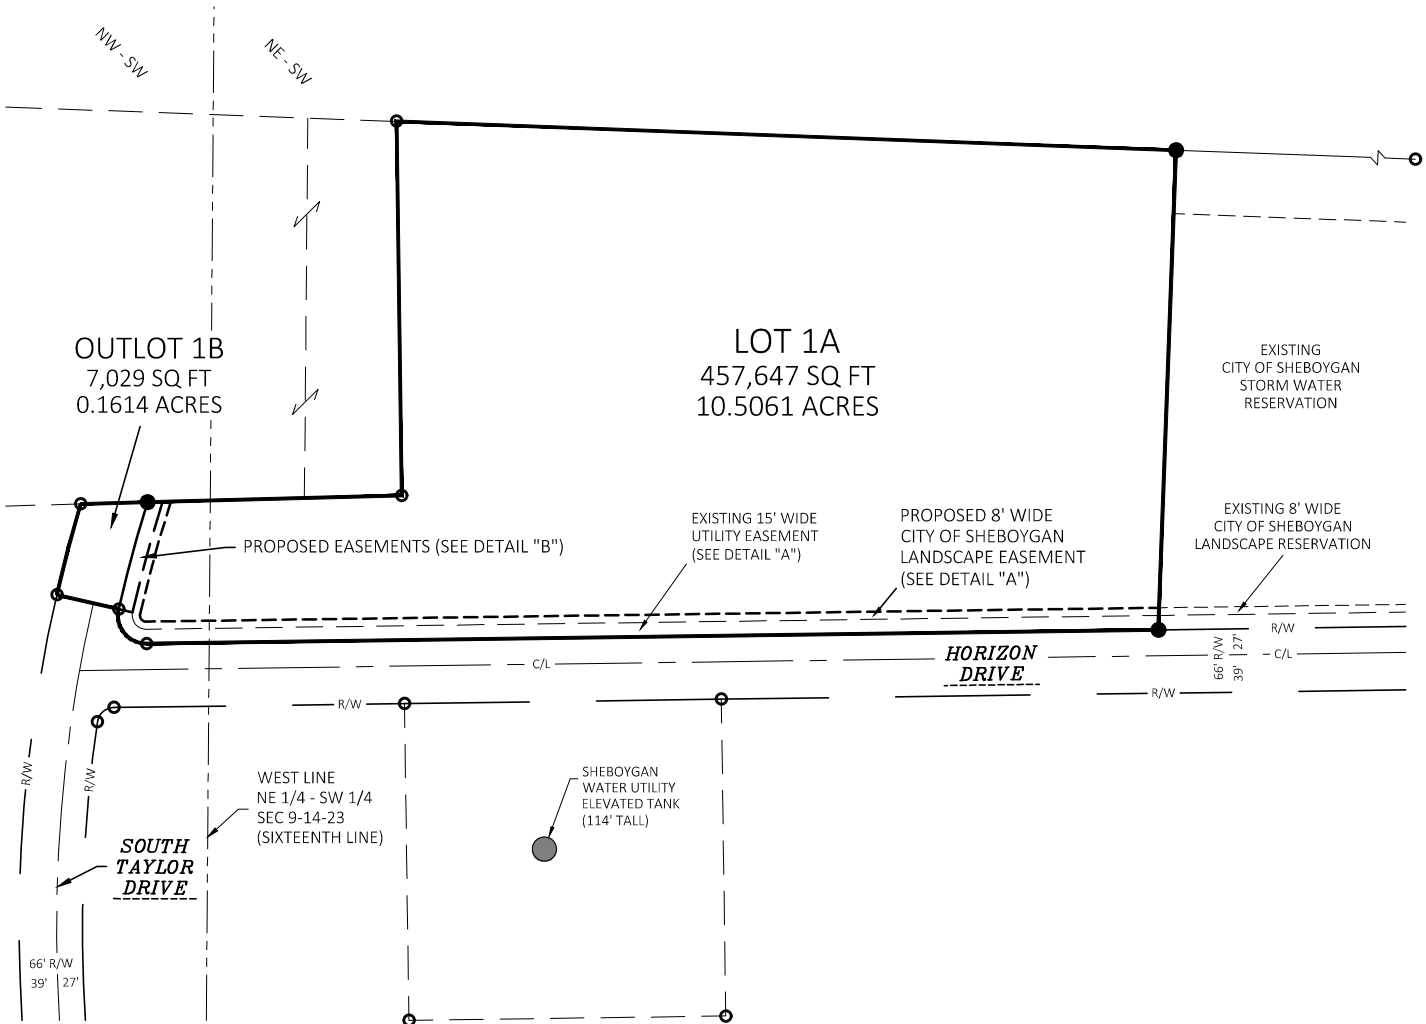 NW - SW
NE - SW
OUTLOT 1B
7,029 SQ FT
0.1614 ACRES
LOT 1A
457,647 SQ FT
10.5061 ACRES
EXISTING
CITY OF SHEBOYGAN
STORM WATER
RESERVATION
PROPOSED EASEMENTS (SEE DETAIL "B")
EXISTING 15' WIDE
UTILITY EASEMENT
(SEE DETAIL "A")
PROPOSED 8' WIDE
CITY OF SHEBOYGAN
LANDSCAPE EASEMENT
(SEE DETAIL "A")
EXISTING 8' WIDE
CITY OF SHEBOYGAN
LANDSCAPE RESERVATION
R/W
C/L
HORIZON
DRIVE
66' R/W
39' 27'
C/L
R/W
R/W
R/W
R/W
WEST LINE
NE 1/4 - SW 1/4
SEC 9-14-23
(SIXTEENTH LINE)
SHEBOYGAN
WATER UTILITY
ELEVATED TANK
(114' TALL)
SOUTH
TAYLOR
DRIVE
66' R/W
39' 27'